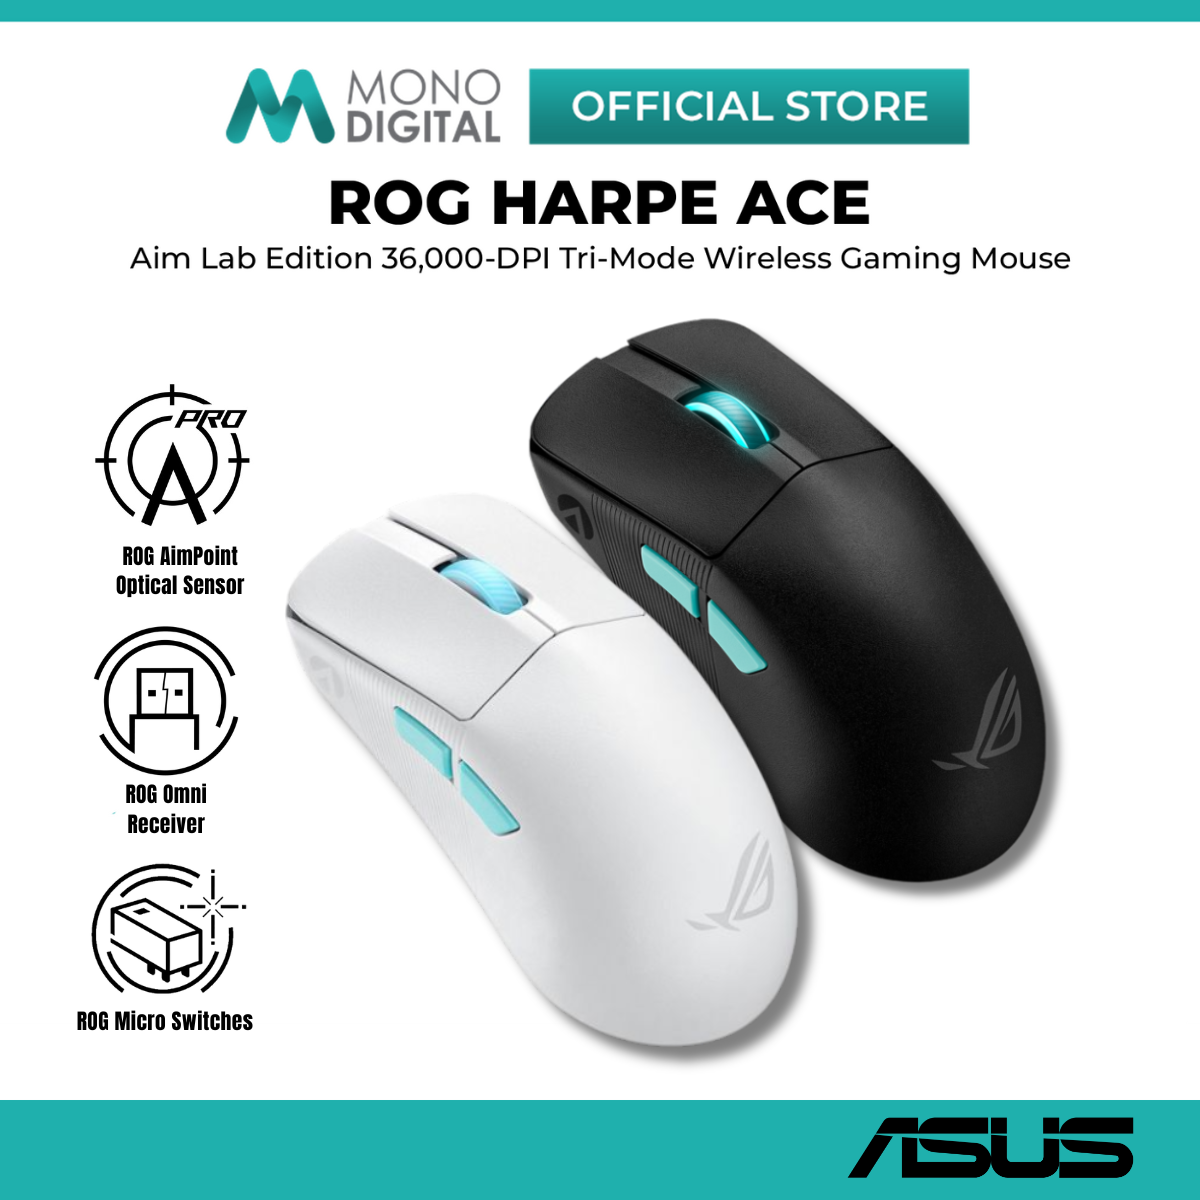 MONO
DIGITAL
OFFICIAL STORE
ROG HARPE ACE
Aim Lab Edition 36,000-DPI Tri-Mode Wireless Gaming Mouse
PRO
ROG AimPoint
Optical Sensor
ROG Omni
Receiver
ROG Micro Switches
ASUS